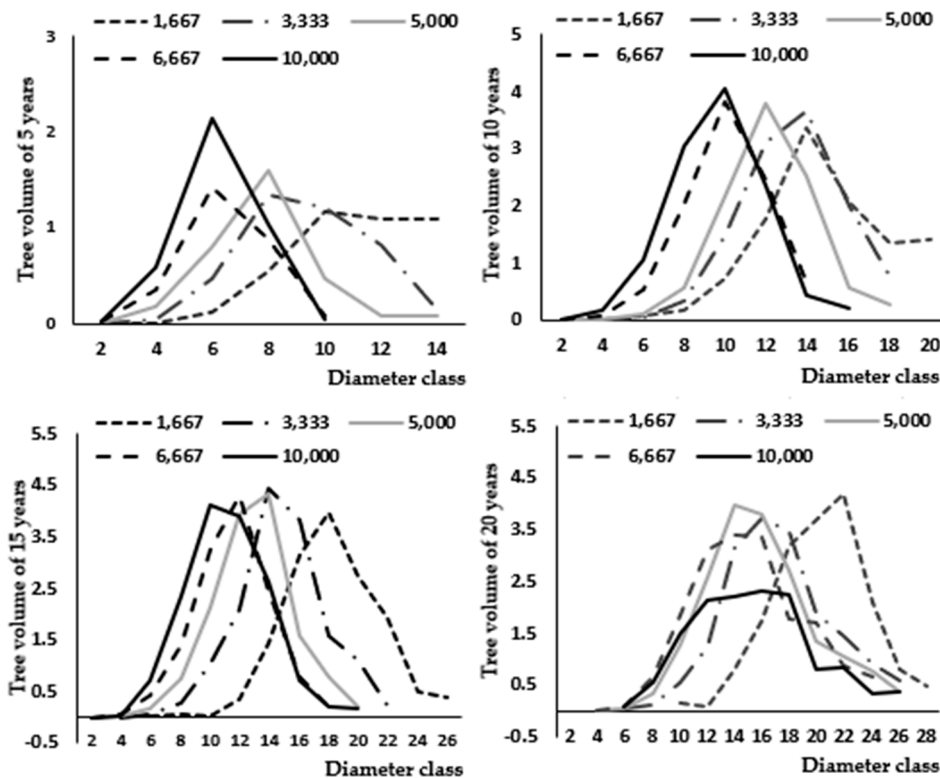 1,667 3,333 5,000
6,667 10,000
3
2
1
0
Tree volume of 5 years
2 4 6 8 10 12 14
Diameter class
1,667 3,333 5,000
6,667 10,000
5
4
3
2
1
0
Tree volume of 10 years
2 4 6 8 10 12 14 16 18 20
Diameter class
1,667 3,333 5,000
6,667 10,000
5.5
4.5
3.5
2.5
1.5
0.5
-0.5
Tree volume of 15 years
2 4 6 8 10 12 14 16 18 20 22 24 26
Diameter class
1,667 3,333 5,000
6,667 10,000
5.5
4.5
3.5
2.5
1.5
0.5
-0.5
Tree volume of 20 years
2 4 6 8 10 12 14 16 18 20 22 24 26 28
Diameter class